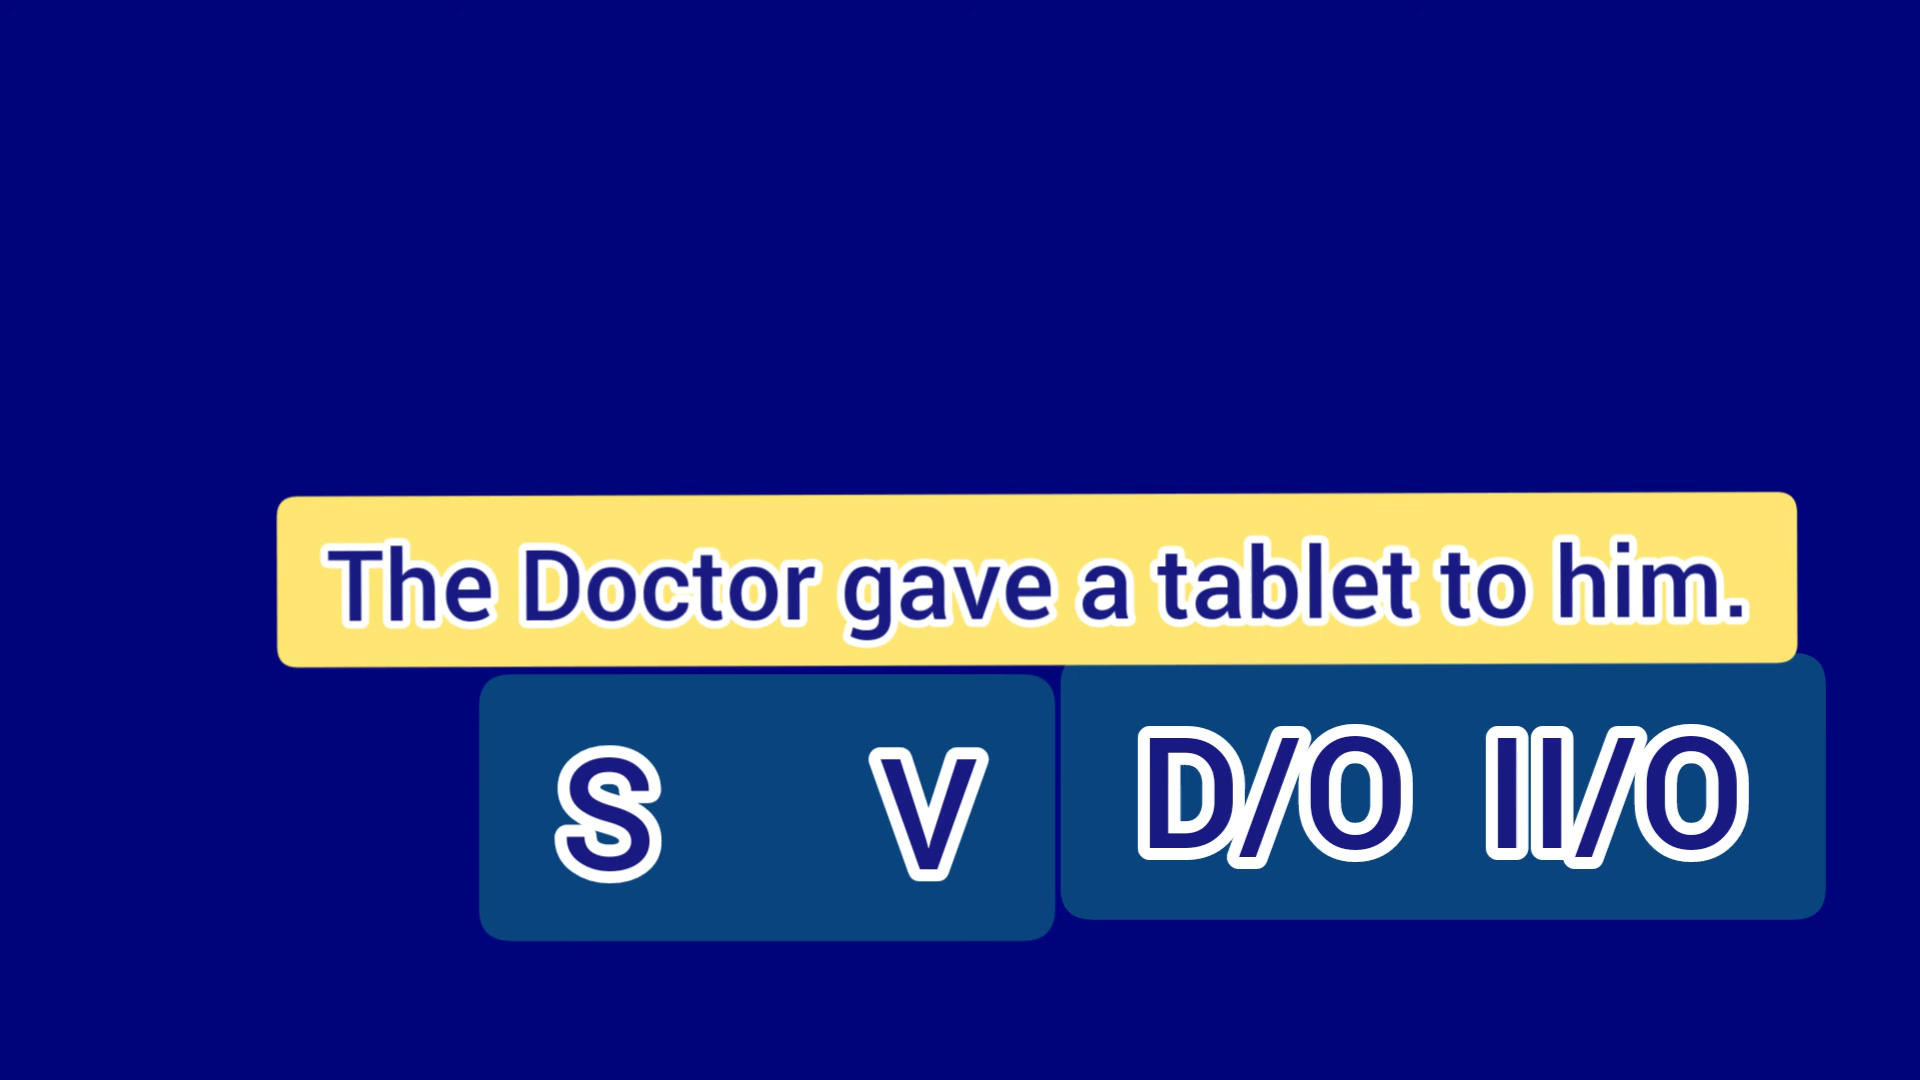 The Doctor gave a tablet to him.
S V D/O II/O